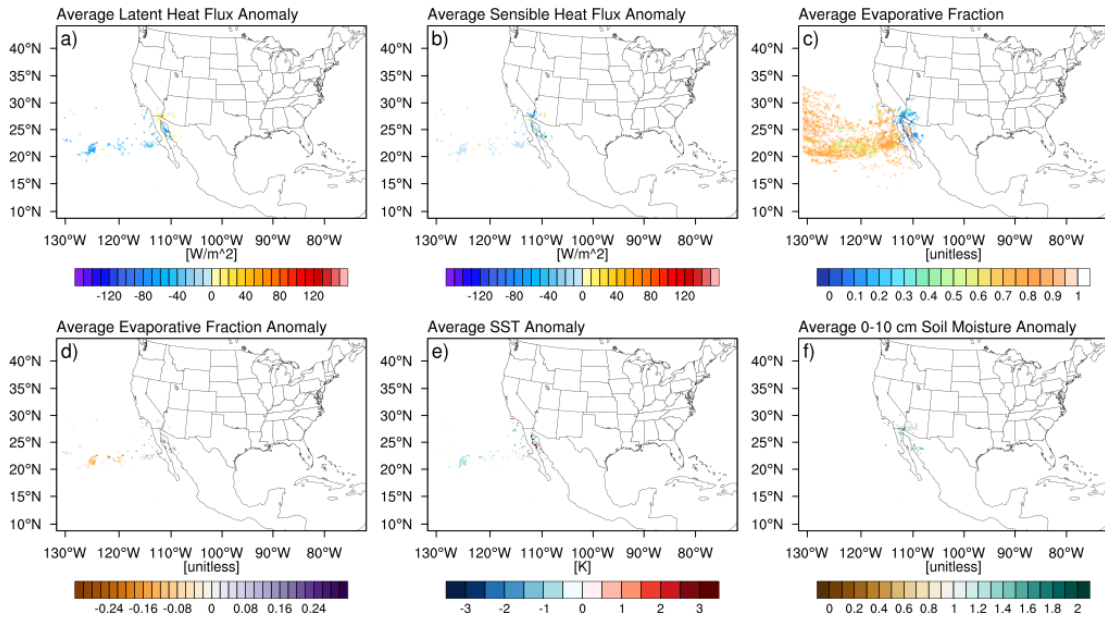 Average Latent Heat Flux Anomaly
Average Sensible Heat Flux Anomaly
Average Evaporative Fraction
a)
b)
c)
40°N
35°N
30°N
25°N
20°N
15°N
10°N
40°N
35°N
30°N
25°N
20°N
15°N
10°N
40°N
35°N
30°N
25°N
20°N
15°N
10°N
130°W 120°W 110°W 100°W 90°W 80°W
130°W 120°W 110°W 100°W 90°W 80°W
130°W 120°W 110°W 100°W 90°W 80°W
[W/m^2]
[W/m^2]
[unitless]
-120 -80 -40 0 40 80 120
-120 -80 -40 0 40 80 120
0 0.1 0.2 0.3 0.4 0.5 0.6 0.7 0.8 0.9 1
Average Evaporative Fraction Anomaly
Average SST Anomaly
Average 0-10 cm Soil Moisture Anomaly
d)
e)
f)
40°N
35°N
30°N
25°N
20°N
15°N
10°N
40°N
35°N
30°N
25°N
20°N
15°N
10°N
40°N
35°N
30°N
25°N
20°N
15°N
10°N
130°W 120°W 110°W 100°W 90°W 80°W
130°W 120°W 110°W 100°W 90°W 80°W
130°W 120°W 110°W 100°W 90°W 80°W
[unitless]
[K]
[unitless]
-0.24 -0.16 -0.08 0 0.08 0.16 0.24
-3 -2 -1 0 1 2 3
0 0.2 0.4 0.6 0.8 1 1.2 1.4 1.6 1.8 2